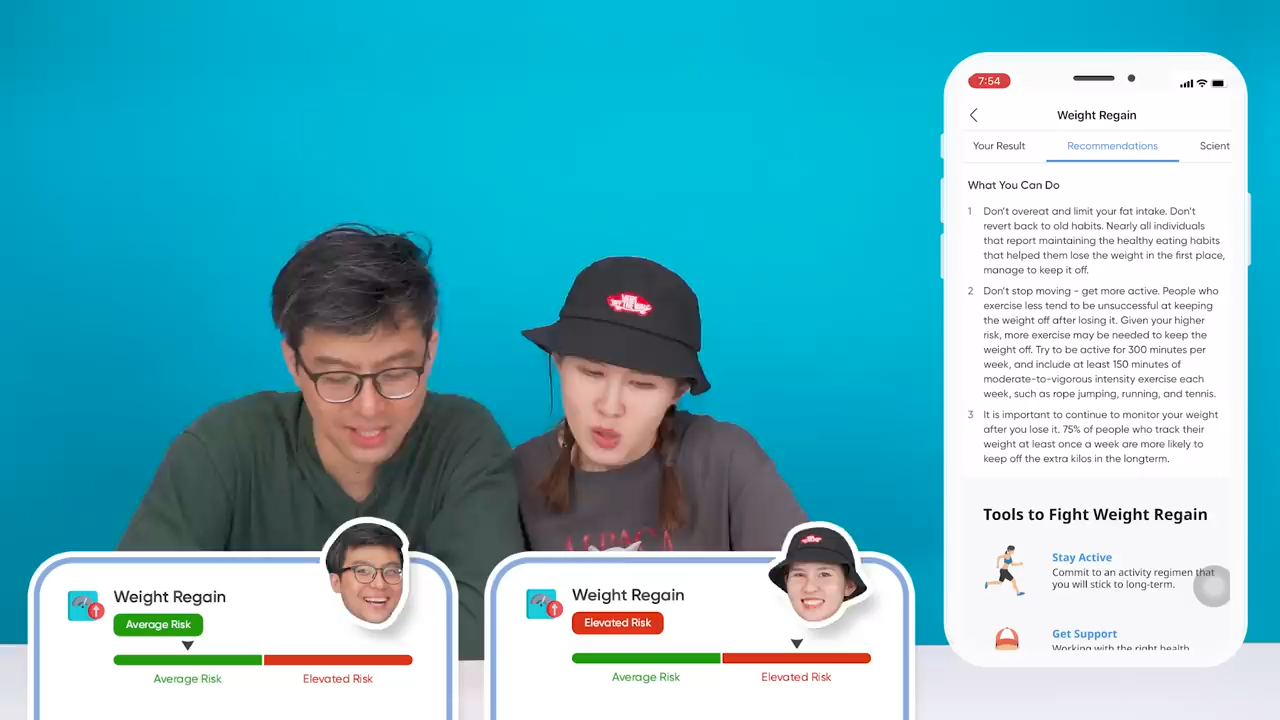 7:54
Weight Regain
Your Result
Recommendations
Scient
What You Can Do
1 Don't overeat and limit your fat intake. Don't
revert back to old habits. Nearly all individuals
that report maintaining the healthy eating habits
that helped them lose the weight in the first place,
manage to keep it off.
2 Don't stop moving - get more active. People who
exercise less tend to be unsuccessful at keeping
the weight off after losing it. Given your higher
risk, more exercise may be needed to keep the
weight off. Try to be active for 300 minutes per
week, and include at least 150 minutes of
moderate-to-vigorous intensity exercise each
week, such as rope jumping, running, and tennis.
3 It is important to continue to monitor your weight
after you lose it. 75% of people who track their
weight at least once a week are more likely to
keep off the extra kilos in the longterm.
Tools to Fight Weight Regain
Stay Active
Commit to an activity regimen that
you will stick to long-term.
Get Support
Working with the right health
VANS
"OFF THE WALL"
ALPACA
Weight Regain
Average Risk
Average Risk
Elevated Risk
Weight Regain
Elevated Risk
Average Risk
Elevated Risk